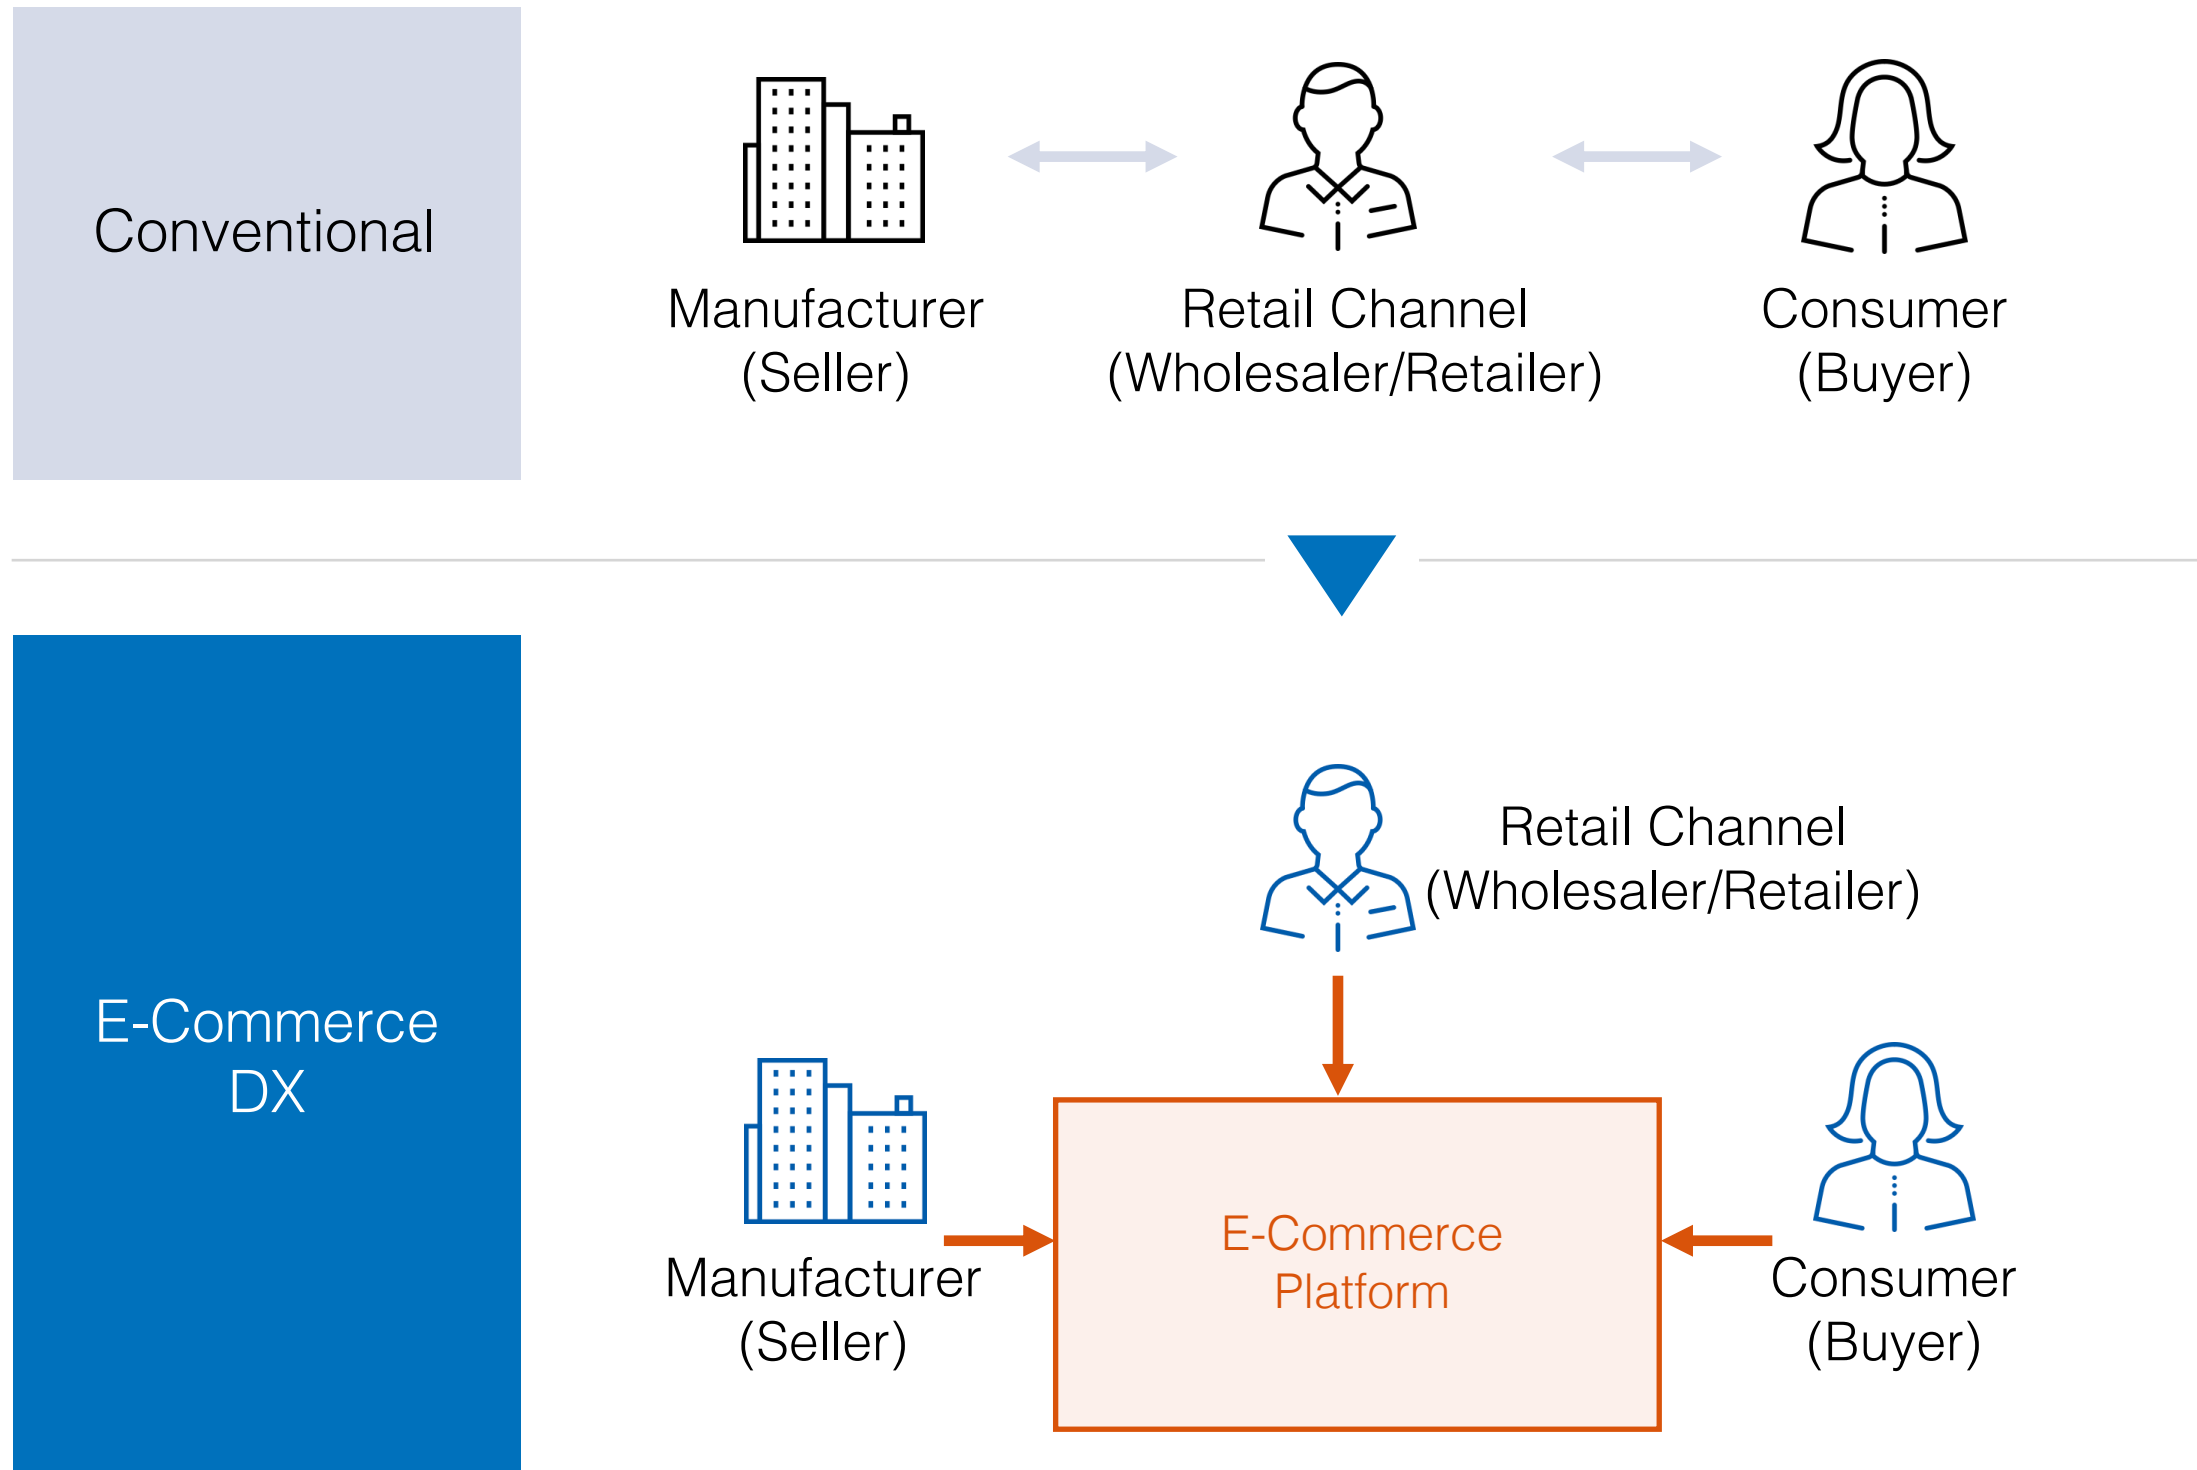 Conventional
Manufacturer
(Seller)
Retail Channel
(Wholesaler/Retailer)
Consumer
(Buyer)
E-Commerce
DX
Retail Channel
(Wholesaler/Retailer)
Manufacturer
(Seller)
E-Commerce
Platform
Consumer
(Buyer)